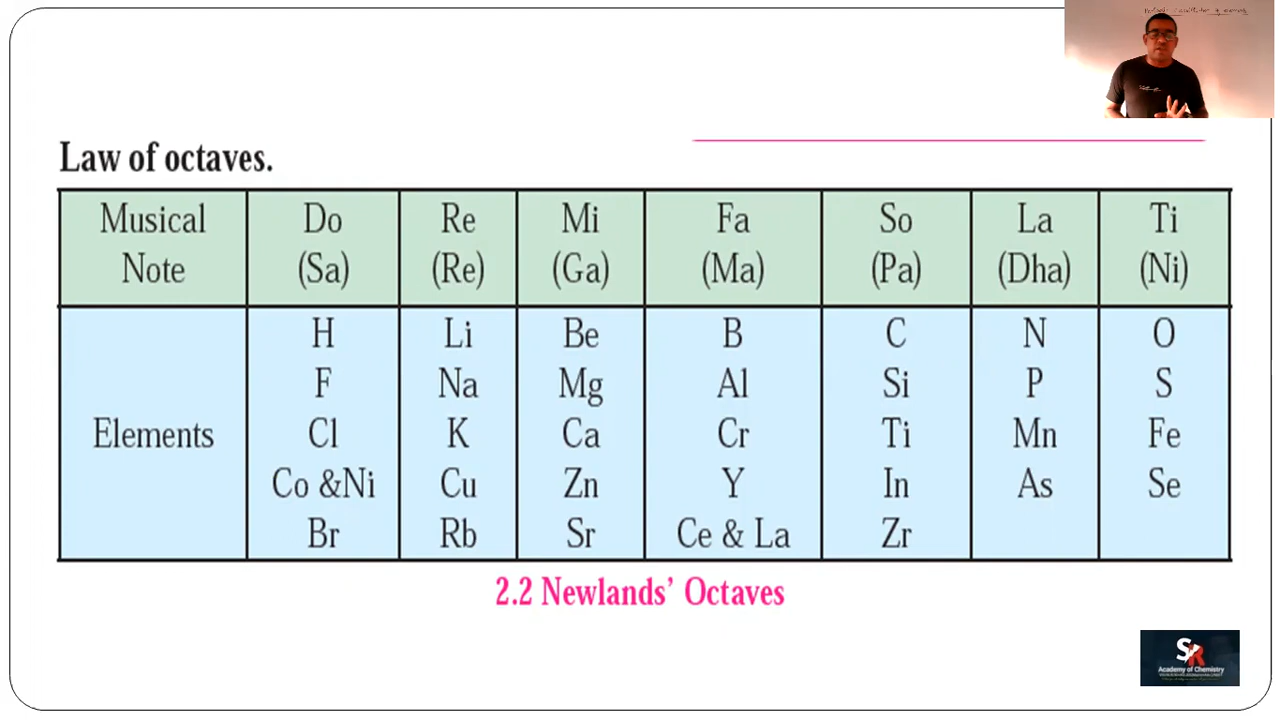 Law of octaves.
Musical Note Do (Sa) Re (Re) Mi (Ga) Fa (Ma) So (Pa) La (Dha) Ti (Ni)
Elements
H Li Be B C N O
F Na Mg Al Si P S
Cl K Ca Cr Ti Mn Fe
Co &Ni Cu Zn Y In As Se
Br Rb Sr Ce & La Zr
2.2 Newlands' Octaves
SR
Academy of Chemistry